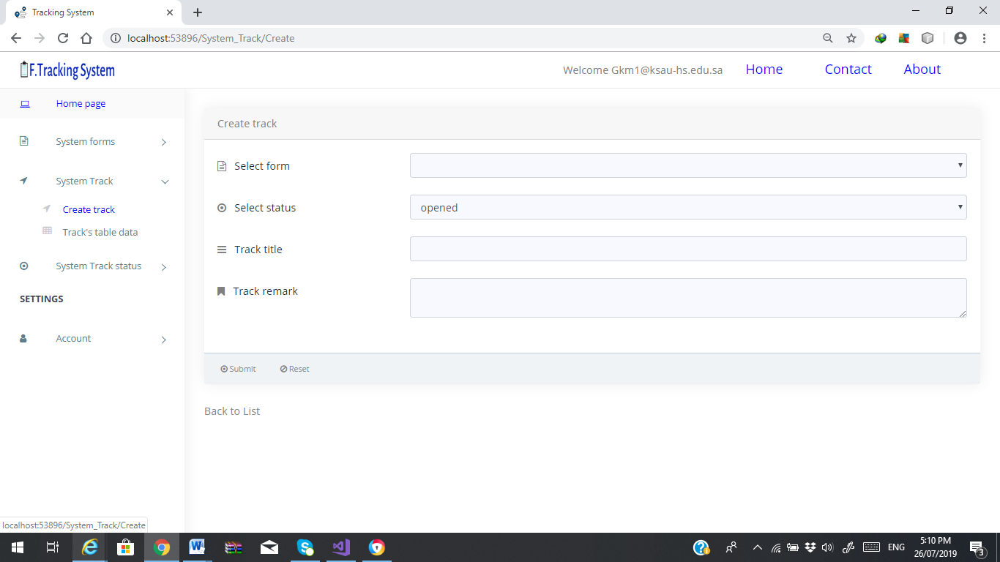 Tracking System
localhost:53896/System_Track/Create
F.Tracking System
Welcome Gkm1@ksau-hs.edu.sa Home Contact About
Home page
System forms
System Track
Create track
Track's table data
System Track status
SETTINGS
Account
Create track
Select form
Select status opened
Track title
Track remark
Submit Reset
Back to List
localhost:53896/System_Track/Create
ENG
5:10 PM
26/07/2019
3